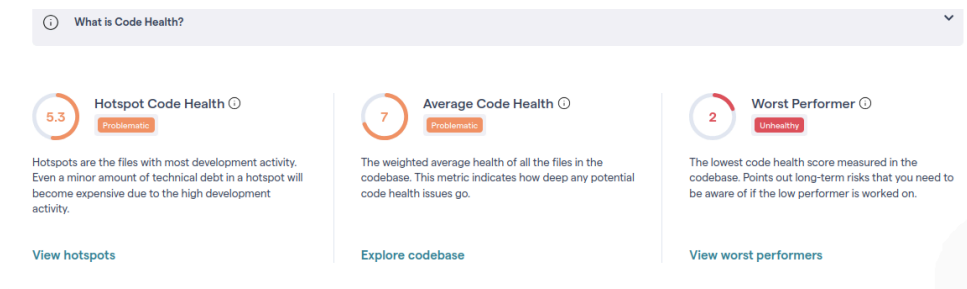 What is Code Health?
5.3
Hotspot Code Health
Problematic
Hotspots are the files with most development activity.
Even a minor amount of technical debt in a hotspot will
become expensive due to the high development
activity.
View hotspots
7
Average Code Health
Problematic
The weighted average health of all the files in the
codebase. This metric indicates how deep any potential
code health issues go.
Explore codebase
2
Worst Performer
Unhealthy
The lowest code health score measured in the
codebase. Points out long-term risks that you need to
be aware of if the low performer is worked on.
View worst performers